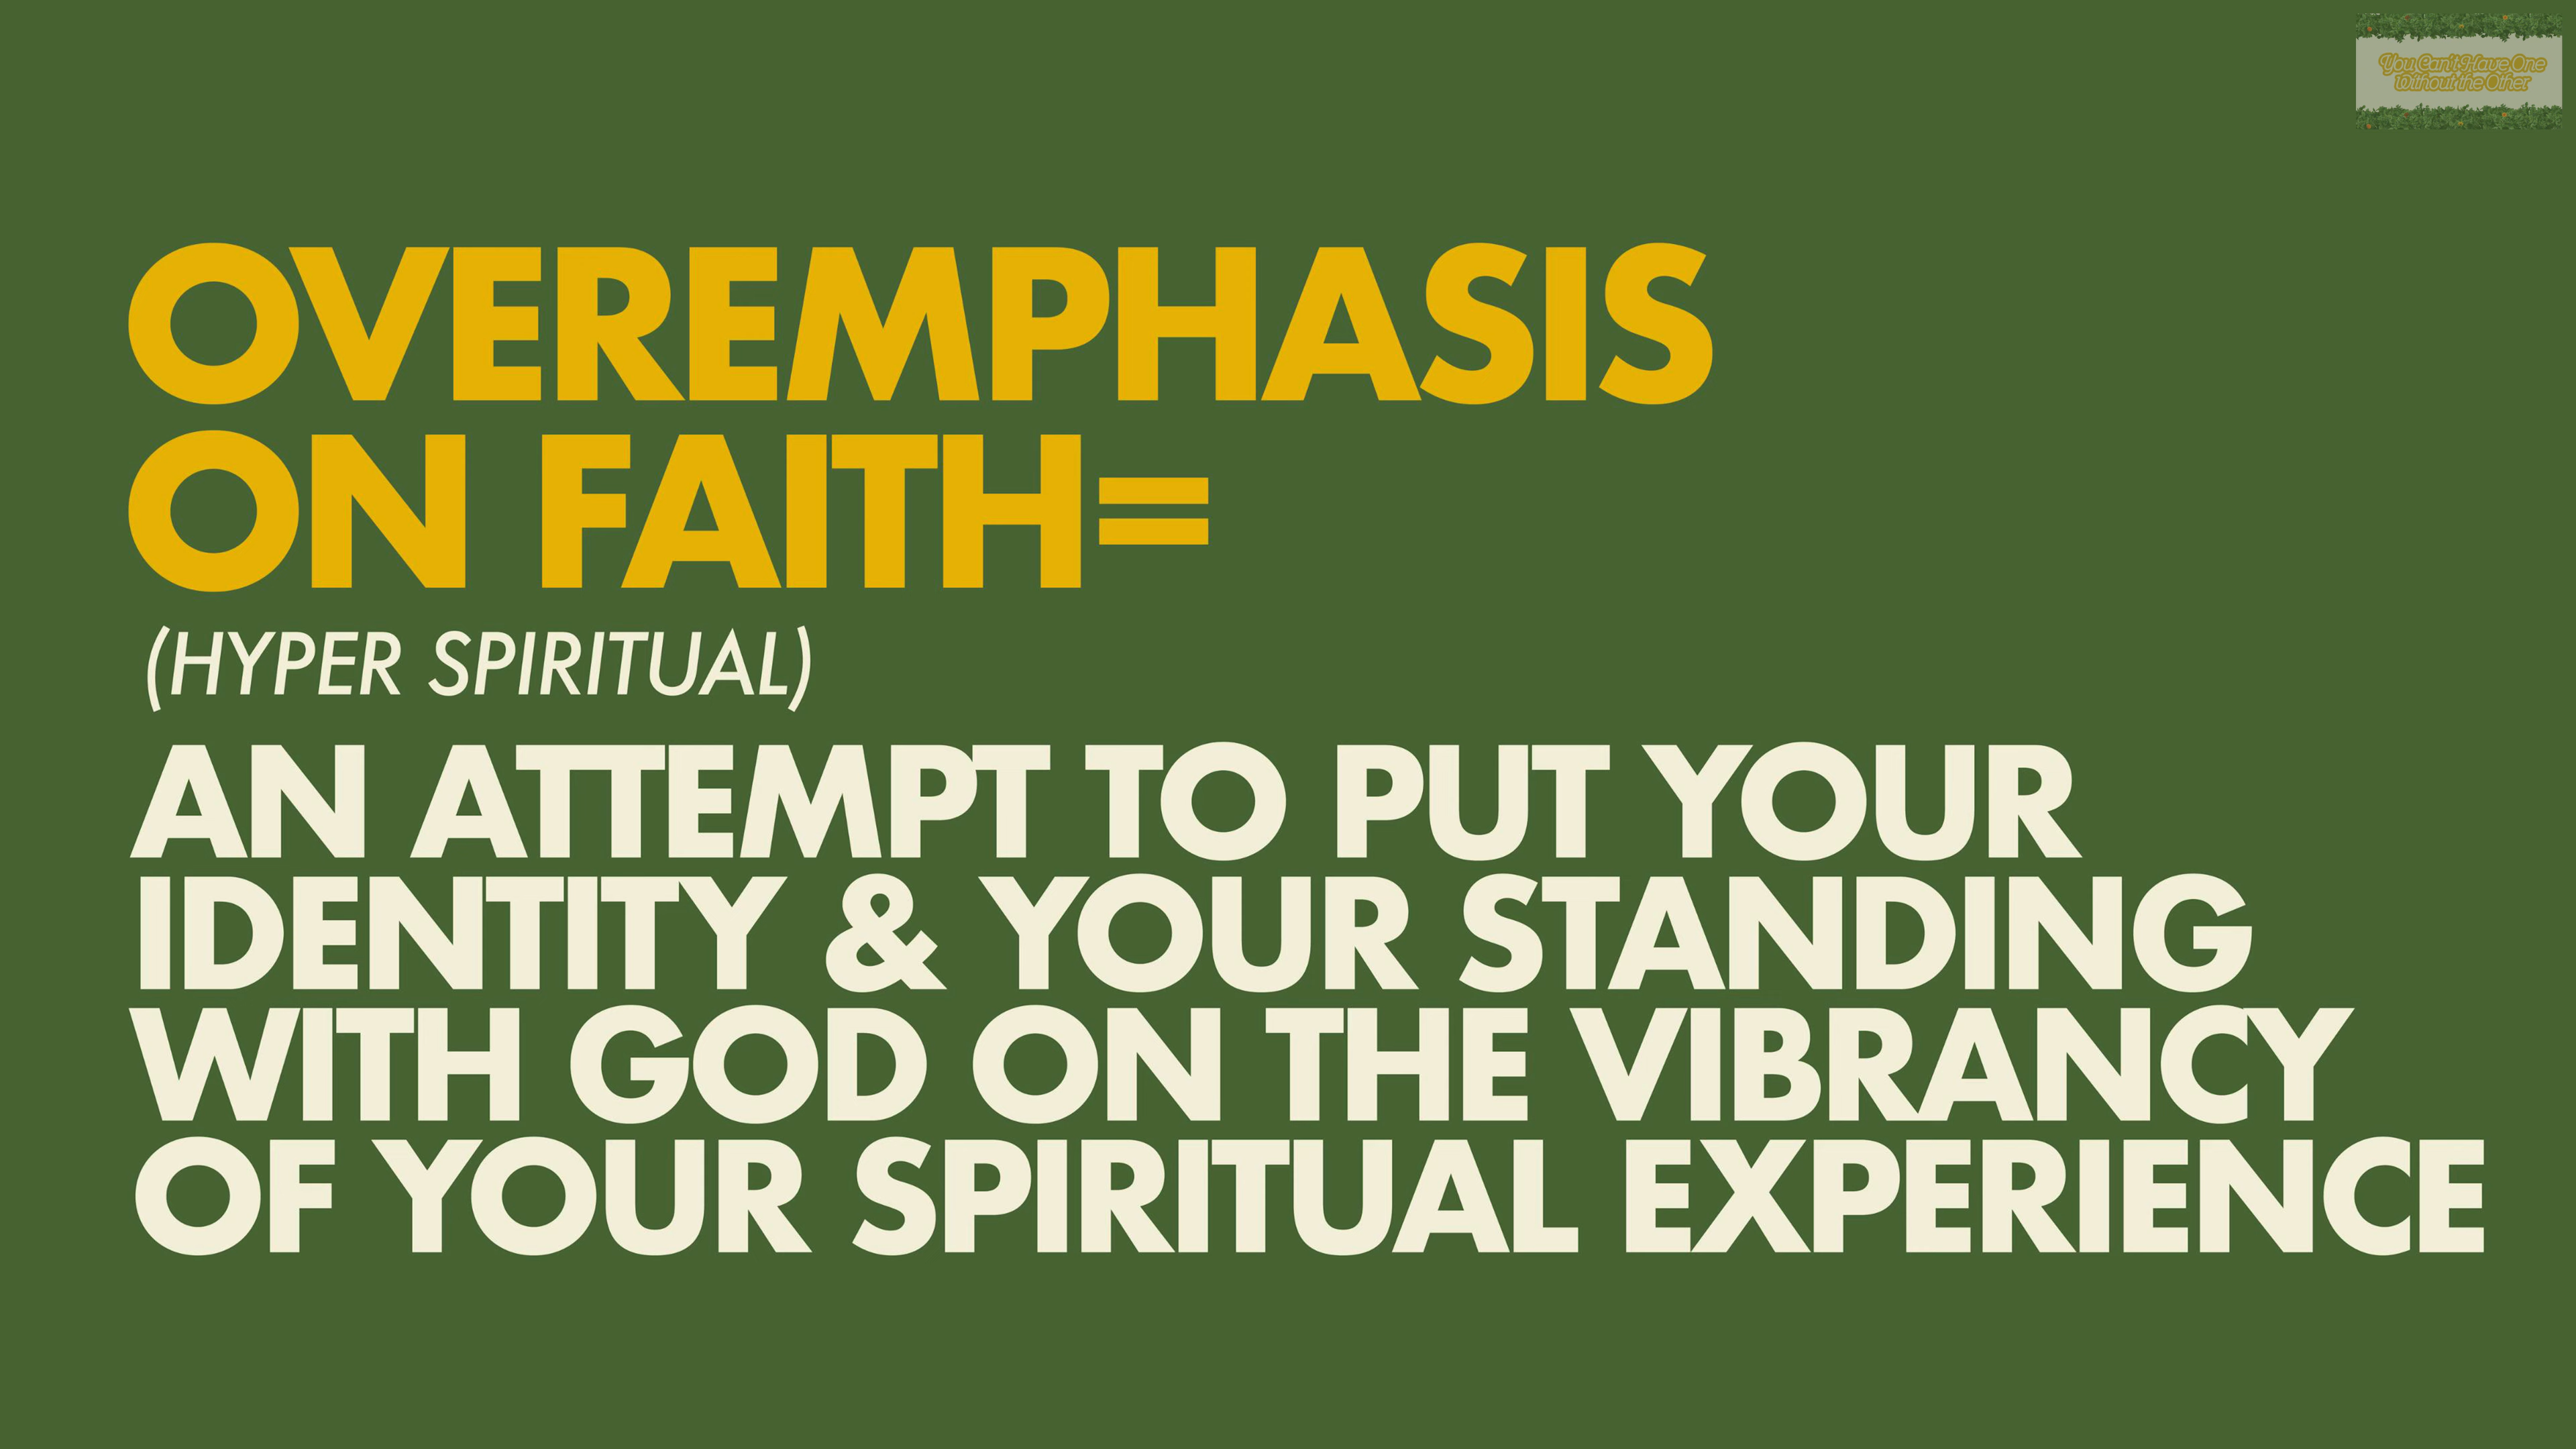 You Can't Have One
Without the Other
OVEREMPHASIS
ON FAITH=
(HYPER SPIRITUAL)
AN ATTEMPT TO PUT YOUR
IDENTITY & YOUR STANDING
WITH GOD ON THE VIBRANCY
OF YOUR SPIRITUAL EXPERIENCE